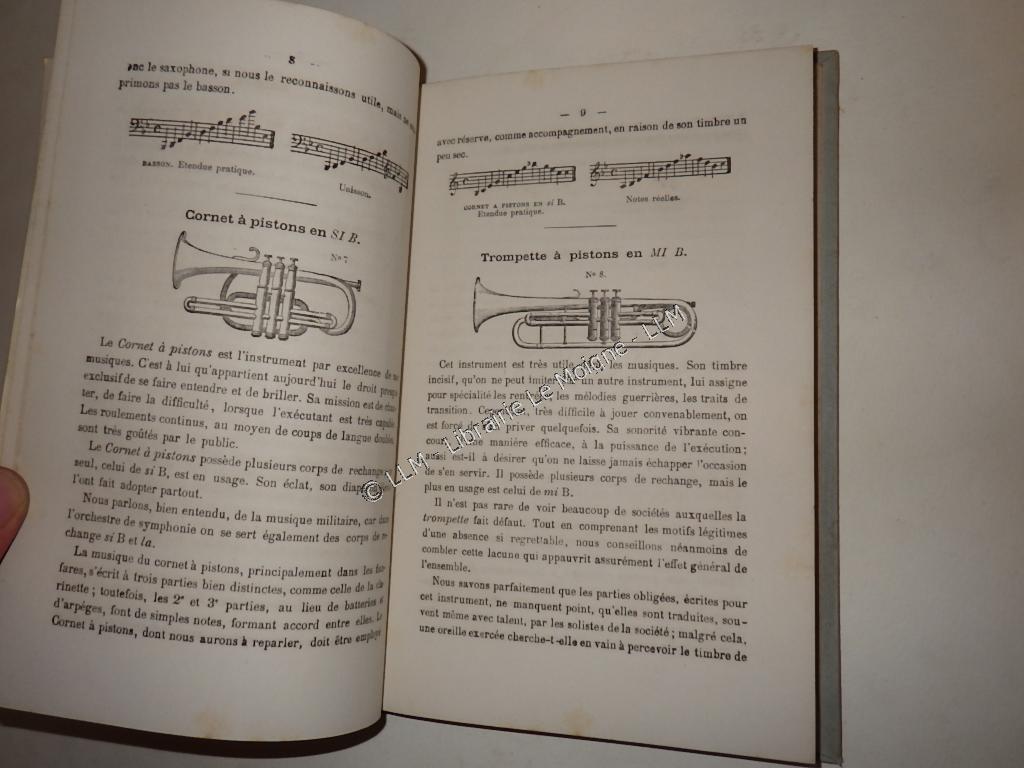 8
le saxophone, si nous le reconnaissons utile, mais ne
primons pas le basson.
BASSON. Etendue pratique.
Unisson.
Cornet à pistons en SI B.
No 7
Le Cornet à pistons est l'instrument par excellence de
musiques. C'est à lui qu'appartient aujourd'hui le droit
exclusif de se faire entendre et de briller. Sa mission est de
ter, de faire la difficulté, lorsque l'exécutant est très
Les roulements continus, au moyen de coups de langue
sont très goûtés par le public.
Le Cornet à pistons possède plusieurs corps de rechange
seul, celui de si B, est en usage. Son éclat, son
l'ont fait adopter partout.
Nous parlons, bien entendu, de la musique militaire, car dans
l'orchestre de symphonie on se sert également des corps de re-
change si B et la.
La musique du cornet à pistons, principalement dans les fan-
fares, s'écrit à trois parties bien distinctes, comme celle de la cla-
rinette ; toutefois, les 2e et 3e parties, au lieu de batteries et
d'arpèges, font de simples notes, formant accord entre elles. Le
Cornet à pistons, dont nous aurons à reparler, doit être employé
— 9 —
avec réserve, comme accompagnement, en raison de son timbre un
peu sec.
CORNET A PISTONS EN si B.
Etendue pratique.
Notes réelles.
Trompette à pistons en MI B.
No 8.
Cet instrument est très utile les musiques. Son timbre
incisif, qu'on ne peut imiter un autre instrument, lui assigne
pour spécialité les mélodies guerrières, les traits de
transition. très difficile à jouer convenablement, on
est forcé de priver quelquefois. Sa sonorité vibrante con-
une manière efficace, à la puissance de l'exécution ;
aussi est-il à désirer qu'on ne laisse jamais échapper l'occasion
de s'en servir. Il possède plusieurs corps de rechange, mais le
plus en usage est celui de mi B.
Il n'est pas rare de voir beaucoup de sociétés auxquelles la
trompette fait défaut. Tout en comprenant les motifs légitimes
d'une absence si regrettable, nous conseillons néanmoins de
combler cette lacune qui appauvrit assurément l'effet général de
l'ensemble.
Nous savons parfaitement que les parties obligées, écrites pour
cet instrument, ne manquent point, qu'elles sont traduites, sou-
vent même avec talent, par les solistes de la société ; malgré cela,
une oreille exercée cherche-t-elle en vain à percevoir le timbre de
© LLM - Librairie Le Moigne - LLM